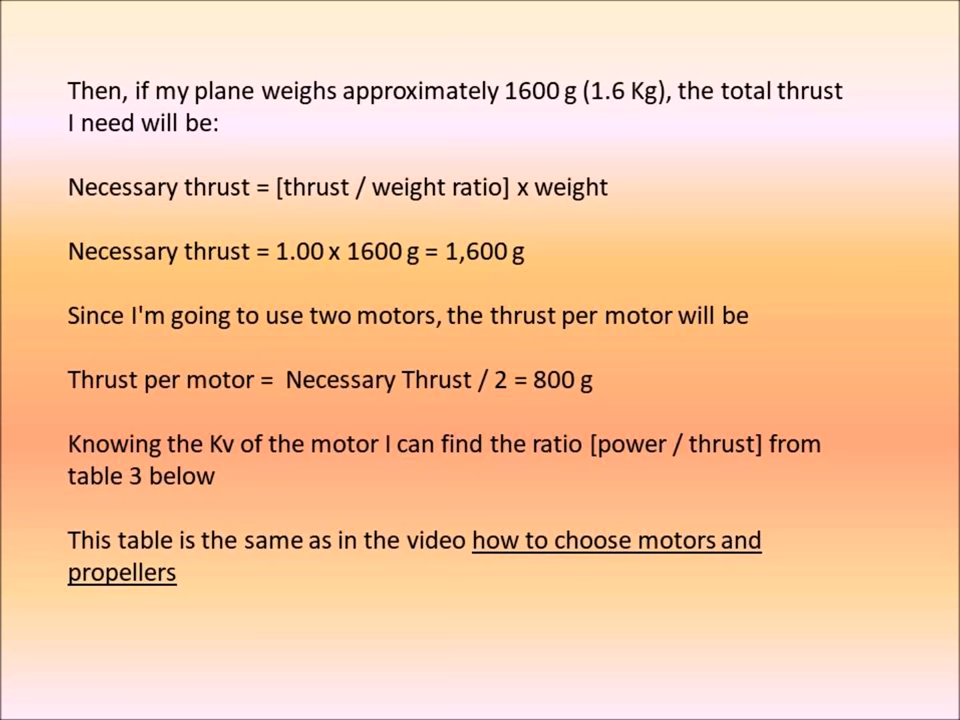 Then, if my plane weighs approximately 1600 g (1.6 Kg), the total thrust
I need will be:
Necessary thrust = [thrust / weight ratio] x weight
Necessary thrust = 1.00 x 1600 g = 1,600 g
Since I'm going to use two motors, the thrust per motor will be
Thrust per motor =  Necessary Thrust / 2 = 800 g
Knowing the Kv of the motor I can find the ratio [power / thrust] from
table 3 below
This table is the same as in the video how to choose motors and
propellers